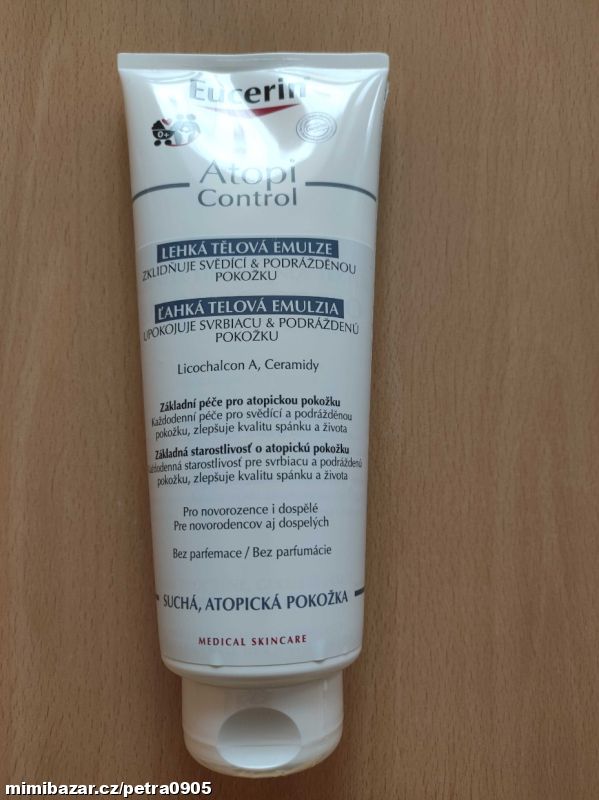 Eucerin
0+
Atopi
Control
LEHKÁ TĚLOVÁ EMULZE
ZKLIDŇUJE SVĚDÍCÍ & PODRÁŽDĚNOU
POKOŽKU
ĽAHKÁ TELOVÁ EMULZIA
UPOKOJUJE SVRBIACU & PODRÁŽDENÚ
POKOŽKU
Licochalcon A, Ceramidy
Základní péče pro atopickou pokožku
Každodenní péče pro svědící a podrážděnou
pokožku, zlepšuje kvalitu spánku a života
Základná starostlivosť o atopickú pokožku
Každodenná starostlivosť pre svrbiacu a podráždenú
pokožku, zlepšuje kvalitu spánku a života
Pro novorozence i dospělé
Pre novorodencov aj dospelých
Bez parfemace / Bez parfumácie
SUCHÁ, ATOPICKÁ POKOŽKA
MEDICAL SKINCARE
mimibazar.cz/petra0905